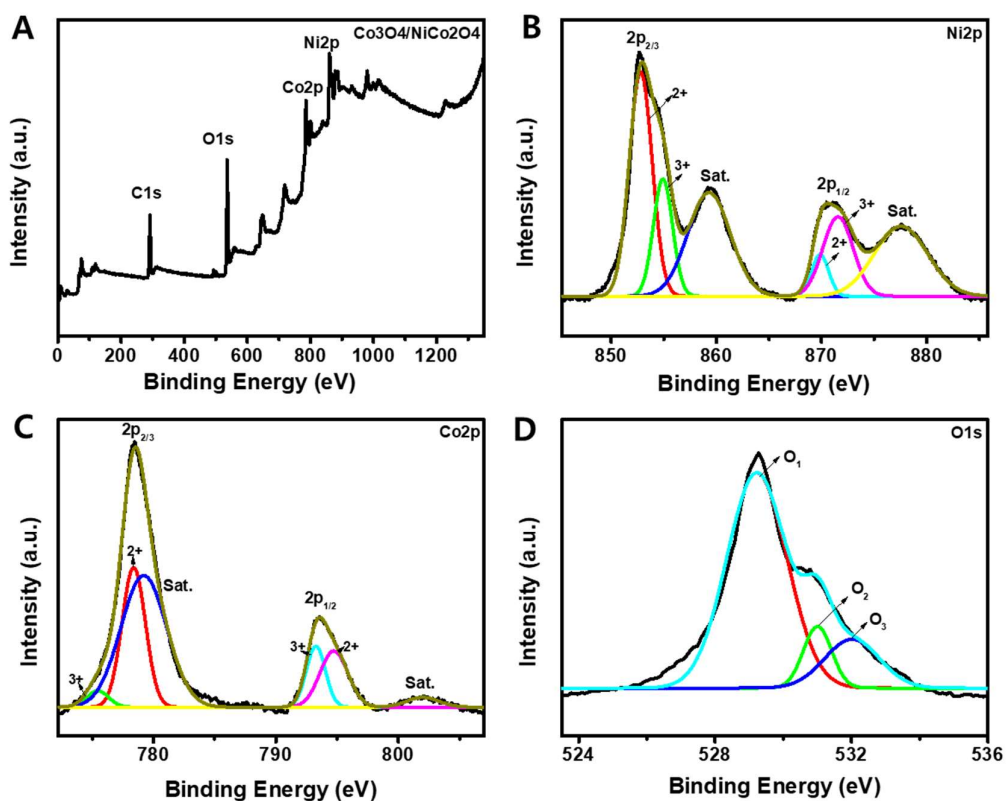 A
Co3O4/NiCo2O4
Ni2p
Co2p
O1s
C1s
Intensity (a.u.)
0 200 400 600 800 1000 1200
Binding Energy (eV)
B
Ni2p
2p2/3
2+
3+
Sat.
2p1/2
3+
2+
Sat.
Intensity (a.u.)
850 860 870 880
Binding Energy (eV)
C
Co2p
2p2/3
2+
Sat.
3+
2p1/2
3+
2+
Sat.
Intensity (a.u.)
780 790 800
Binding Energy (eV)
D
O1s
O1
O2
O3
Intensity (a.u.)
524 528 532 536
Binding Energy (eV)